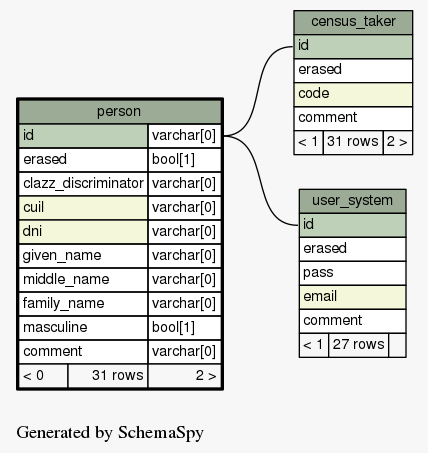 census_taker
id
erased
code
comment
< 1 31 rows 2 >
person
id varchar[0]
erased bool[1]
clazz_discriminator varchar[0]
cuil varchar[0]
dni varchar[0]
given_name varchar[0]
middle_name varchar[0]
family_name varchar[0]
masculine bool[1]
comment varchar[0]
< 0 31 rows 2 >
user_system
id
erased
pass
email
comment
< 1 27 rows
Generated by SchemaSpy